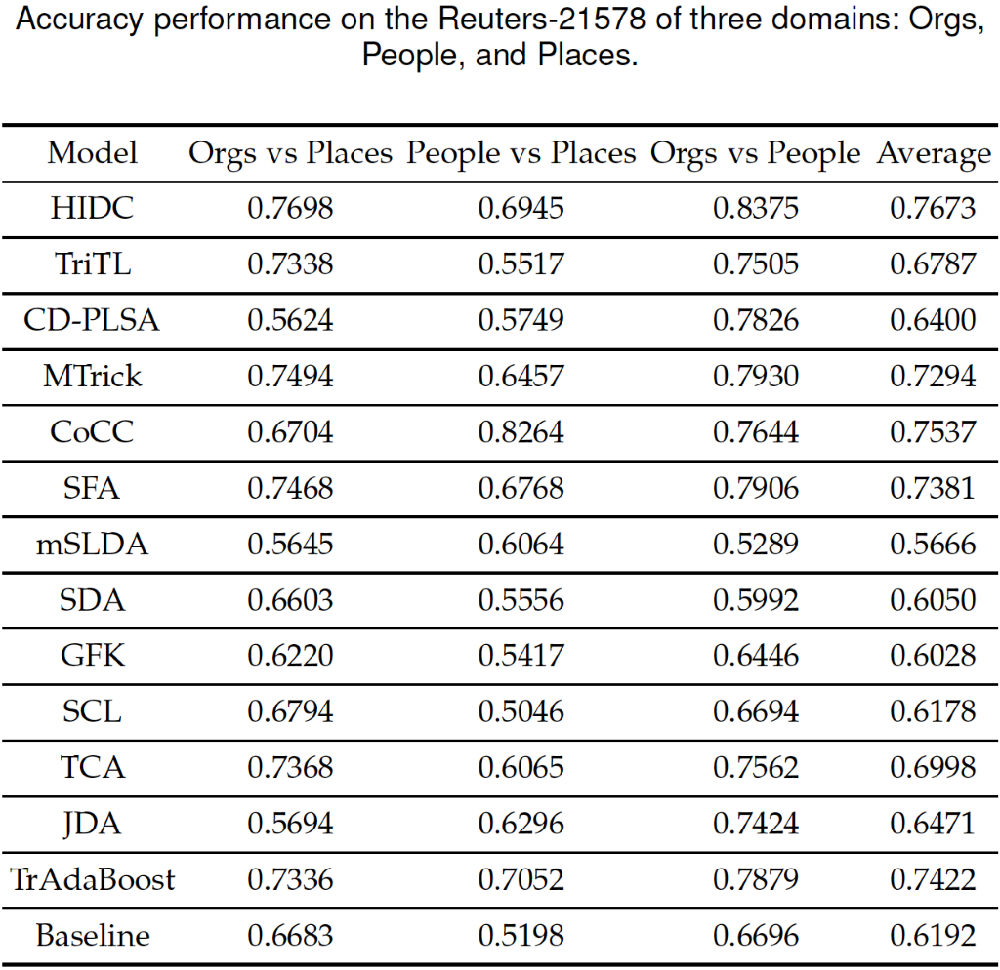 Accuracy performance on the Reuters-21578 of three domains: Orgs,
People, and Places.
Model Orgs vs Places People vs Places Orgs vs People Average
HIDC 0.7698 0.6945 0.8375 0.7673
TriTL 0.7338 0.5517 0.7505 0.6787
CD-PLSA 0.5624 0.5749 0.7826 0.6400
MTrick 0.7494 0.6457 0.7930 0.7294
CoCC 0.6704 0.8264 0.7644 0.7537
SFA 0.7468 0.6768 0.7906 0.7381
mSLDA 0.5645 0.6064 0.5289 0.5666
SDA 0.6603 0.5556 0.5992 0.6050
GFK 0.6220 0.5417 0.6446 0.6028
SCL 0.6794 0.5046 0.6694 0.6178
TCA 0.7368 0.6065 0.7562 0.6998
JDA 0.5694 0.6296 0.7424 0.6471
TrAdaBoost 0.7336 0.7052 0.7879 0.7422
Baseline 0.6683 0.5198 0.6696 0.6192